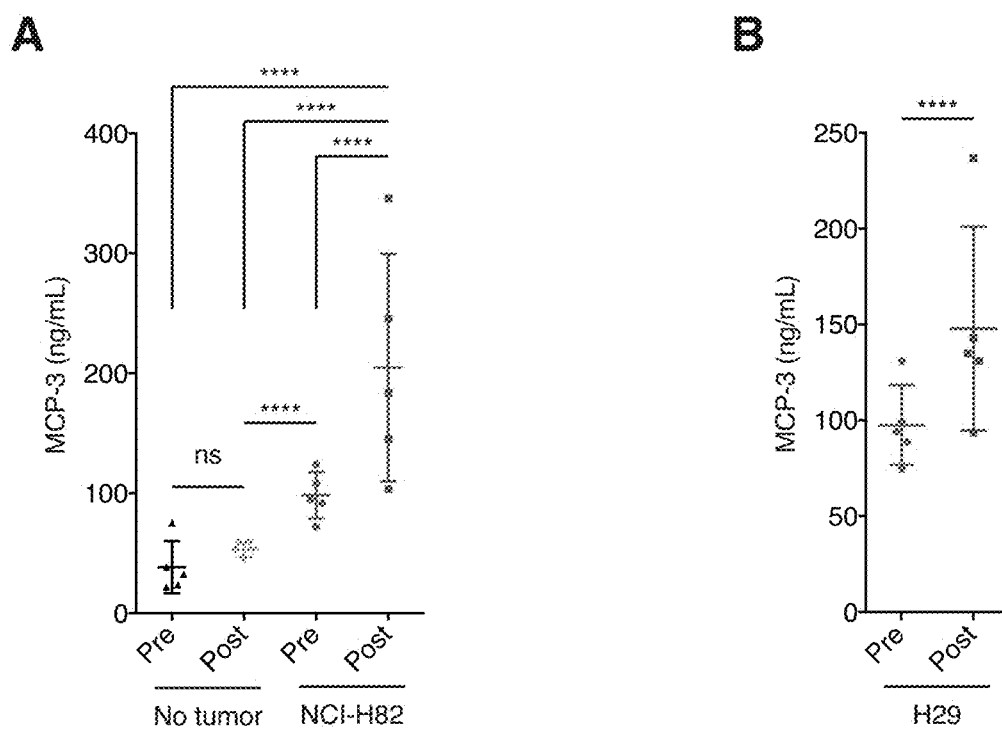 A
****
****
****
400
300
200
100
0
MCP-3 (ng/mL)
****
ns
Pre
Post
Pre
Post
No tumor
NCI-H82
B
****
250
200
150
100
50
0
MCP-3 (ng/mL)
Pre
Post
H29